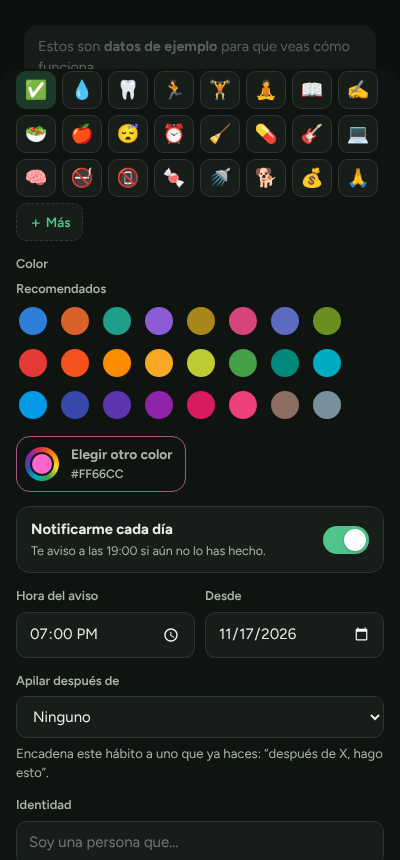 Estos son datos de ejemplo para que veas cómo
funciona
+ Más
Color
Recomendados
Elegir otro color
#FF66CC
Notificarme cada día
Te aviso a las 19:00 si aún no lo has hecho.
Hora del aviso
Desde
07:00 PM
11/17/2026
Apilar después de
Ninguno
Encadena este hábito a uno que ya haces: “después de X, hago
esto”.
Identidad
Soy una persona que…